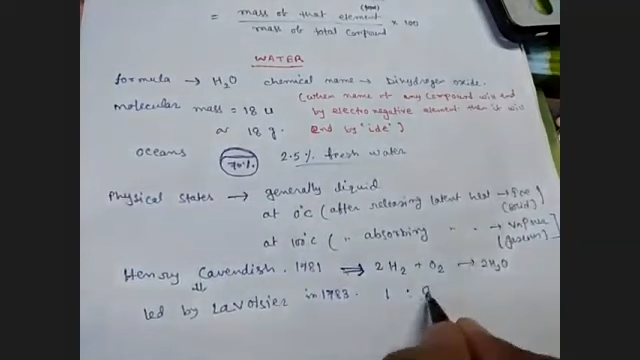 (total)
= mass of that element / mass of total compound × 100
WATER
formula → H₂O chemical name → Dihydrogen oxide.
molecular mass = 18 u (when name of any compound will end
or 18 g. by electronegative element then it will
end by "ide")
Oceans 70% 2.5% fresh water
Physical states → generally liquid
at 0°C (after releasing latent heat → Ice (solid)
at 100°C ( " absorbing " " → Vapour (gaseous)
Henry Cavendish. 1781 ⇒ 2H₂ + O₂ → 2H₂O
⇓
led by Lavoisier in 1783. 1 : 8